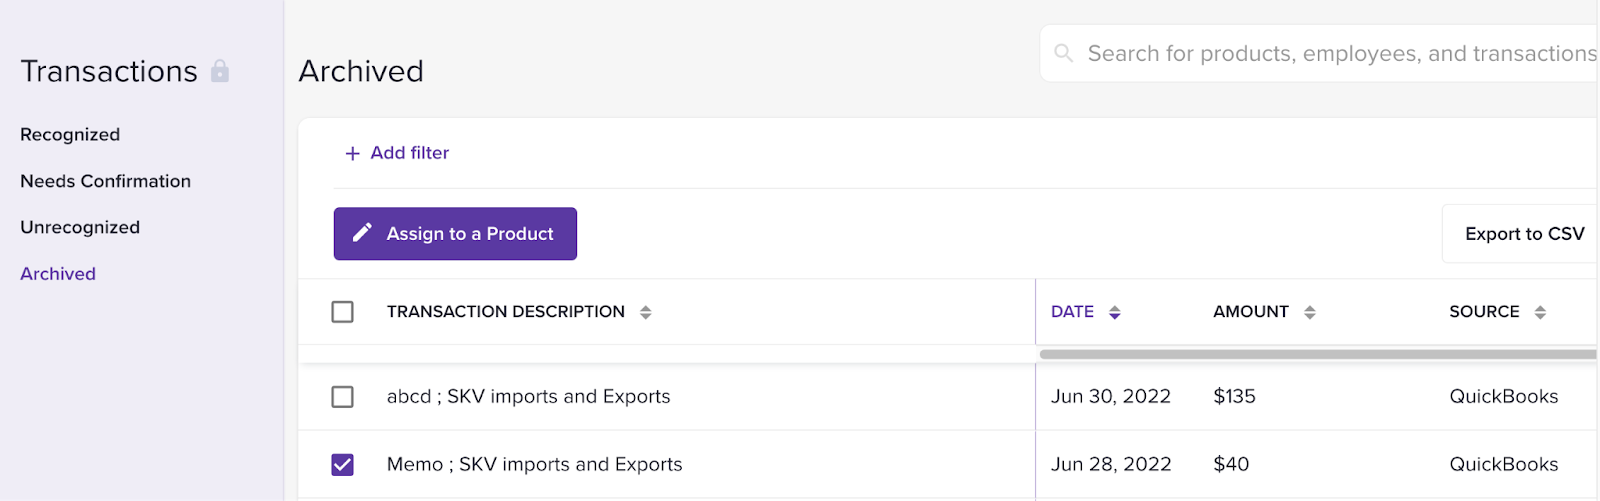 Transactions
Archived
Search for products, employees, and transactions
Recognized
Needs Confirmation
Unrecognized
Archived
+ Add filter
Assign to a Product
Export to CSV
TRANSACTION DESCRIPTION DATE AMOUNT SOURCE
abcd ; SKV imports and Exports Jun 30, 2022 $135 QuickBooks
Memo ; SKV imports and Exports Jun 28, 2022 $40 QuickBooks